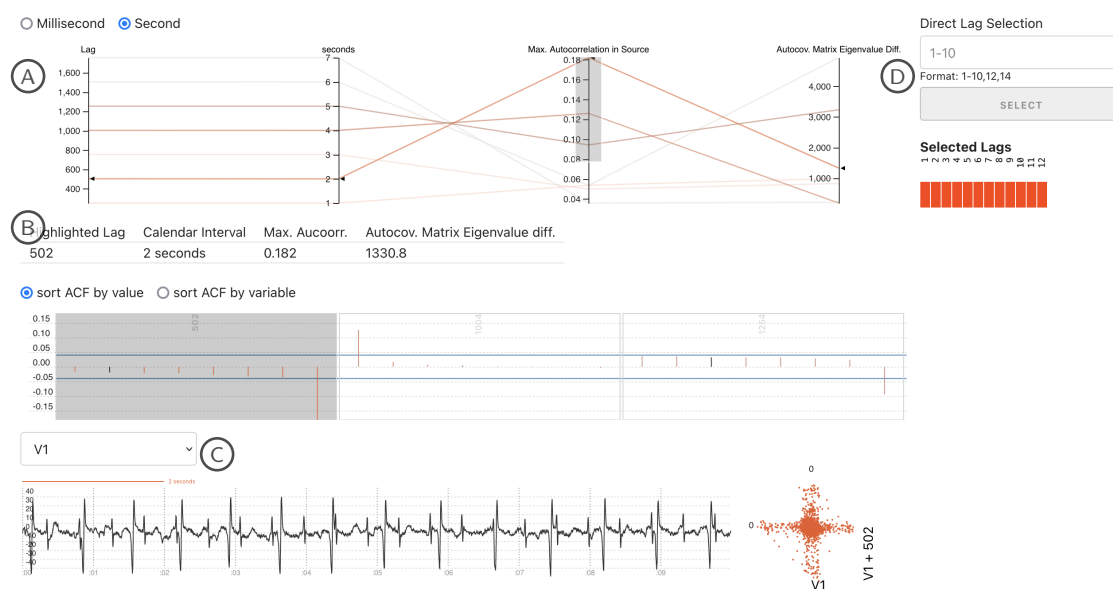 Millisecond Second
Direct Lag Selection
Lag seconds Max. Autocorrelation in Source Autocov. Matrix Eigenvalue Diff.
A
1,600
1,400
1,200
1,000
800
600
400
7
6
5
4
3
2
1
0.18
0.16
0.14
0.12
0.10
0.08
0.06
0.04
4,000
3,000
2,000
1,000
D
1-10
Format: 1-10,12,14
SELECT
Selected Lags
1 2 3 4 5 6 7 8 9 10 11 12
B
Highlighted Lag Calendar Interval Max. Aucoorr. Autocov. Matrix Eigenvalue diff.
502 2 seconds 0.182 1330.8
sort ACF by value sort ACF by variable
502 1004 1254
0.15
0.10
0.05
0.00
-0.05
-0.10
-0.15
V1
C
2 seconds
40
30
20
10
-10
-20
-30
-40
:00 :01 :02 :03 :04 :05 :06 :07 :08 :09
0
0
V1
V1 + 502